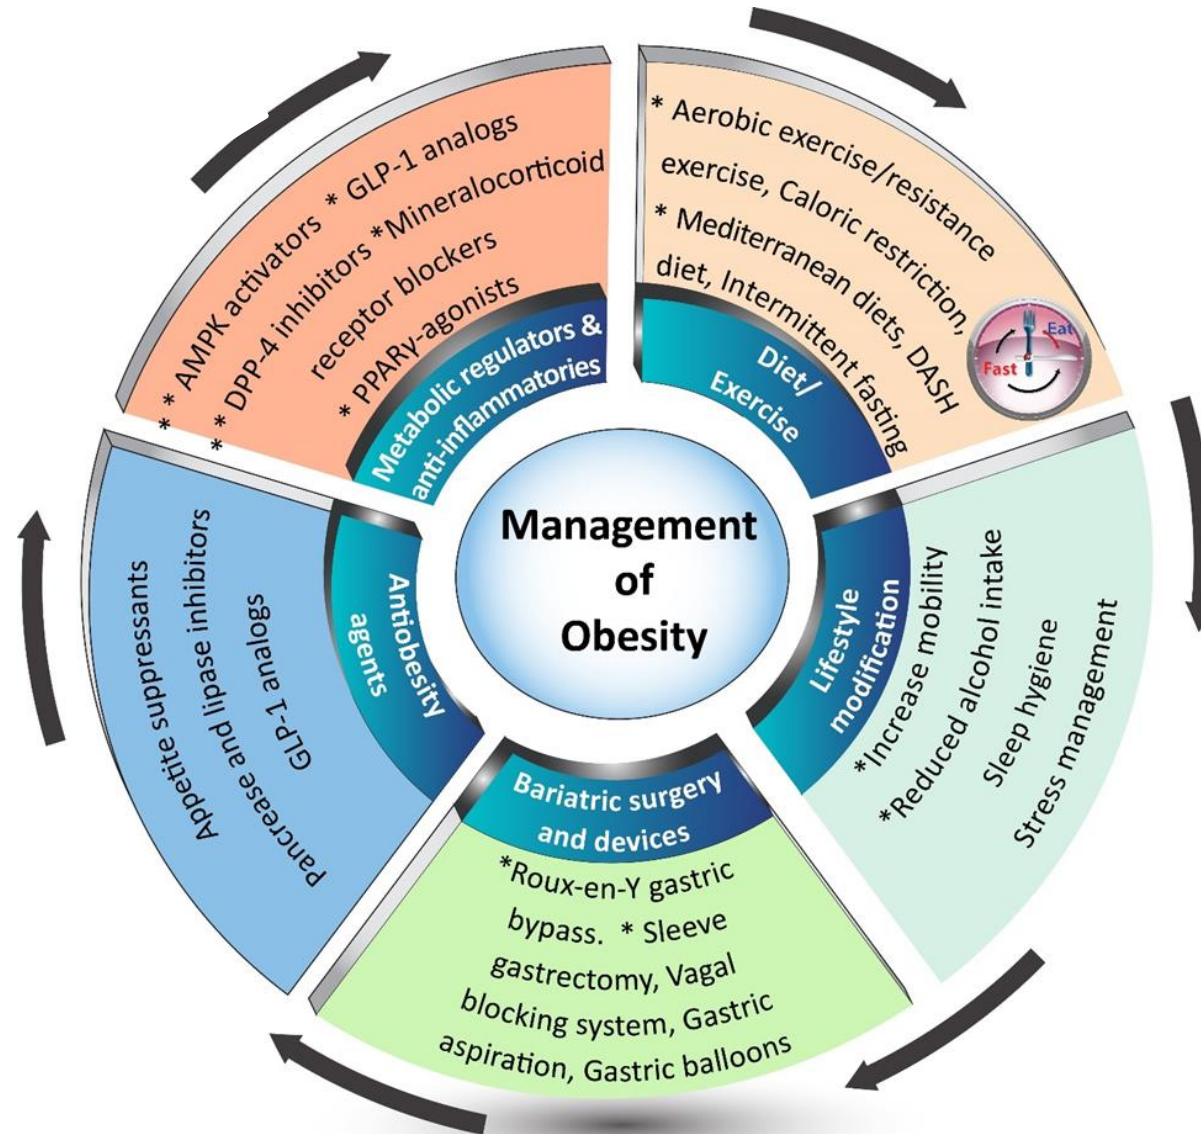 Management
of
Obesity
Diet/
Exercise
* Aerobic exercise/resistance
exercise, Caloric restriction,
* Mediterranean diets, DASH
diet, Intermittent fasting
Eat
Fast
Lifestyle
modification
*Increase mobility
*Reduced alcohol intake
Sleep hygiene
Stress management
Bariatric surgery
and devices
*Roux-en-Y gastric
bypass. * Sleeve
gastrectomy, Vagal
blocking system, Gastric
aspiration, Gastric balloons
Antiobesity
agents
Appetite suppressants
Pancrease and lipase inhibitors
GLP-1 analogs
Metabolic regulators &
anti-inflammatories
* * AMPK activators * GLP-1 analogs
* * DPP-4 inhibitors *Mineralocorticoid
receptor blockers
* PPARγ-agonists